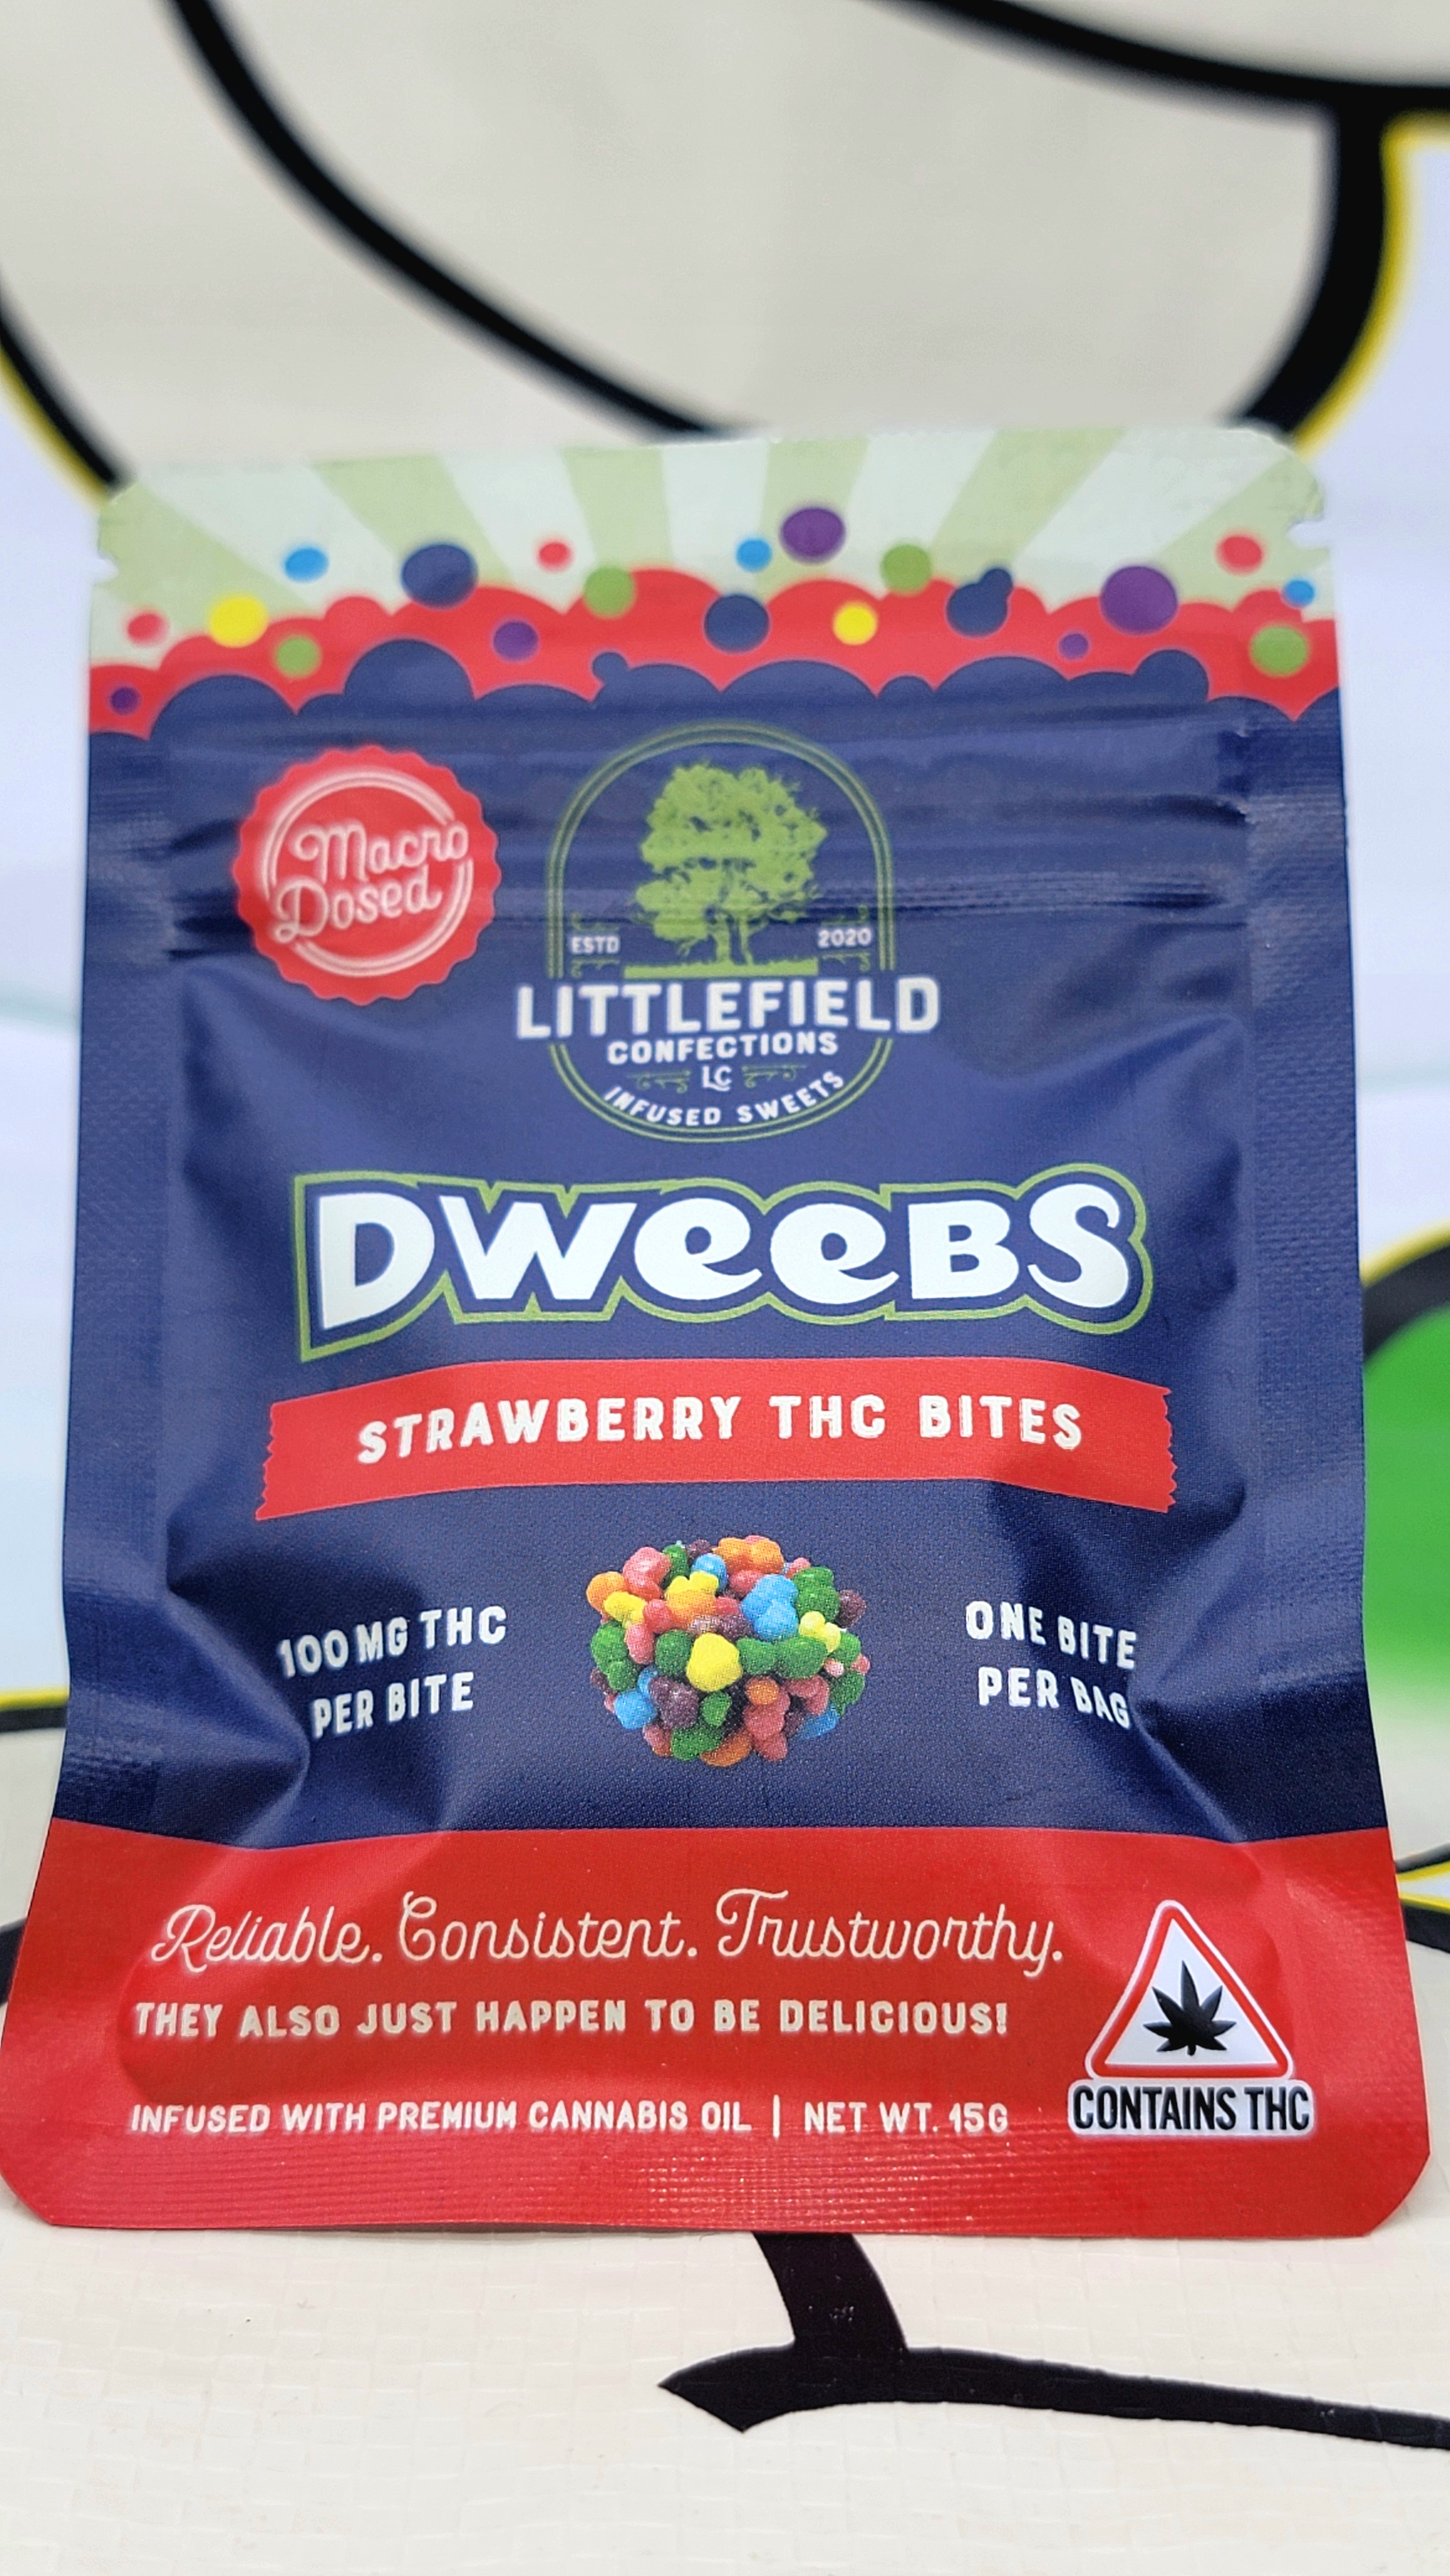 Macro
Dosed
ESTD 2020
LITTLEFIELD
CONFECTIONS
LC
INFUSED SWEETS
DWEEBS
STRAWBERRY THC BITES
100MG THC
PER BITE
ONE BITE
PER BAG
Reliable. Consistent. Trustworthy.
THEY ALSO JUST HAPPEN TO BE DELICIOUS!
INFUSED WITH PREMIUM CANNABIS OIL | NET WT. 15G
CONTAINS THC